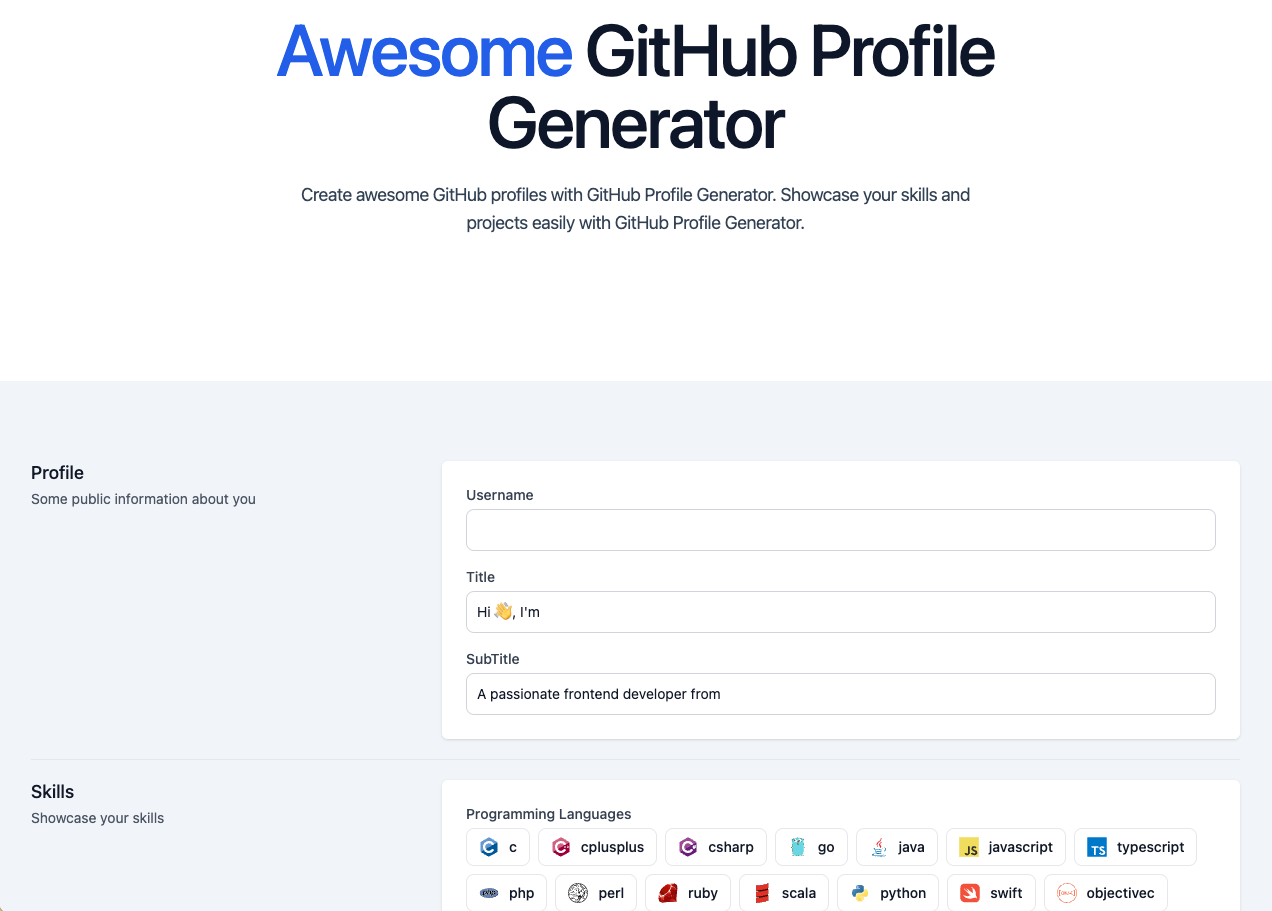 Awesome GitHub Profile
Generator
Create awesome GitHub profiles with GitHub Profile Generator. Showcase your skills and
projects easily with GitHub Profile Generator.
Profile
Some public information about you
Username
Title
Hi 👋, I'm
SubTitle
A passionate frontend developer from
Skills
Showcase your skills
Programming Languages
c cplusplus csharp go java JS javascript TS typescript
php php perl ruby scala python swift objectivec